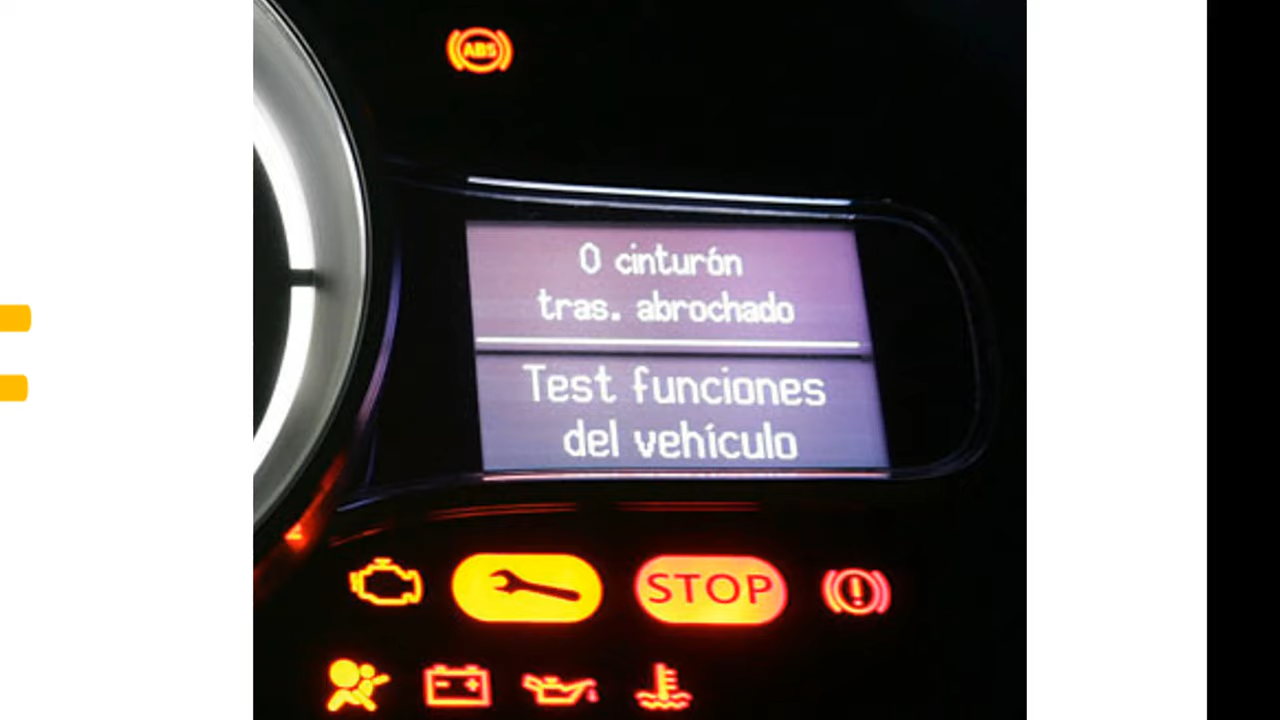 ABS
0 cinturón
tras. abrochado
Test funciones
del vehículo
STOP